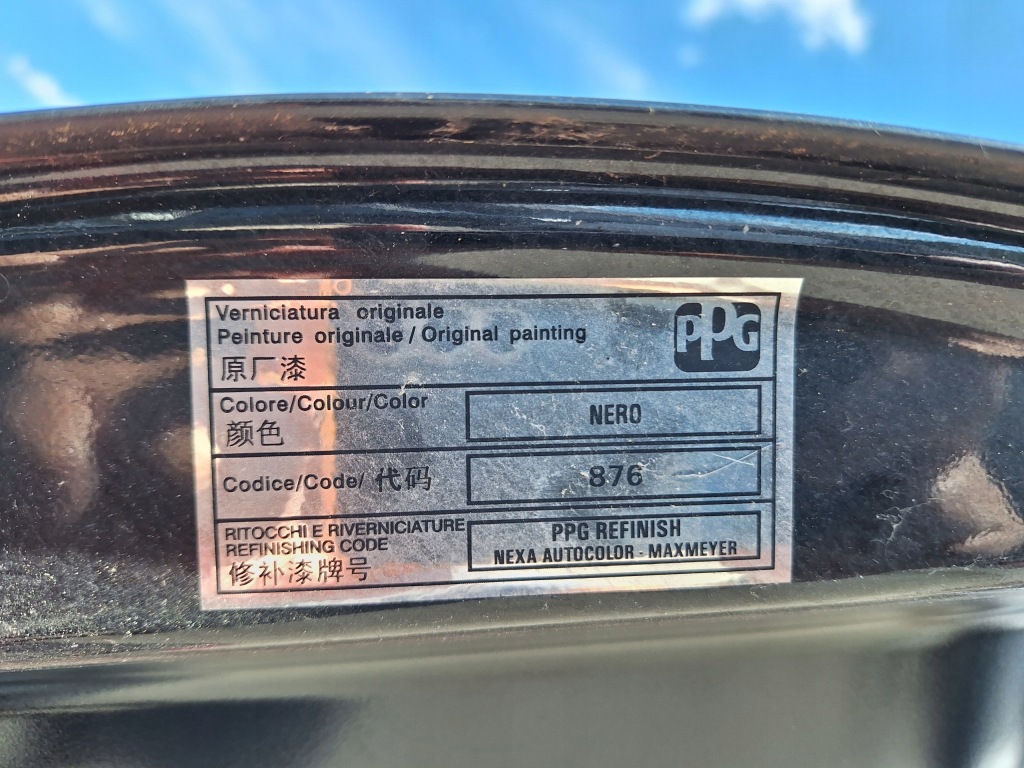 Verniciatura originale
Peinture originale / Original painting
原厂漆
PPG
Colore/Colour/Color
颜色
NERO
Codice/Code/ 代码
876
RITOCCHI E RIVERNICIATURE
REFINISHING CODE
修补漆牌号
PPG REFINISH
NEXA AUTOCOLOR - MAXMEYER